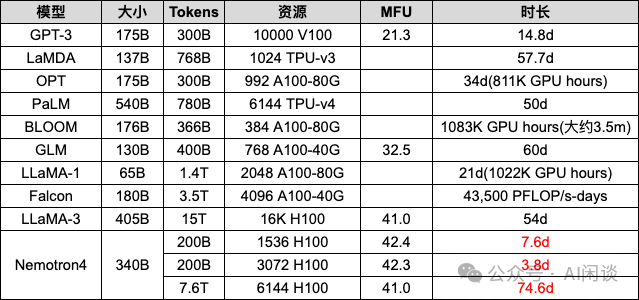 模型 大小 Tokens 资源 MFU 时长
GPT-3 175B 300B 10000 V100 21.3 14.8d
LaMDA 137B 768B 1024 TPU-v3 57.7d
OPT 175B 300B 992 A100-80G 34d(811K GPU hours)
PaLM 540B 780B 6144 TPU-v4 50d
BLOOM 176B 366B 384 A100-80G 1083K GPU hours(大约3.5m)
GLM 130B 400B 768 A100-40G 32.5 60d
LLaMA-1 65B 1.4T 2048 A100-80G 21d(1022K GPU hours)
Falcon 180B 3.5T 4096 A100-40G 43,500 PFLOP/s-days
LLaMA-3 405B 15T 16K H100 41.0 54d
Nemotron4 340B 200B 1536 H100 42.4 7.6d
200B 3072 H100 42.3 3.8d
7.6T 6144 H100 41.0 74.6d
公众号 · AI闲谈